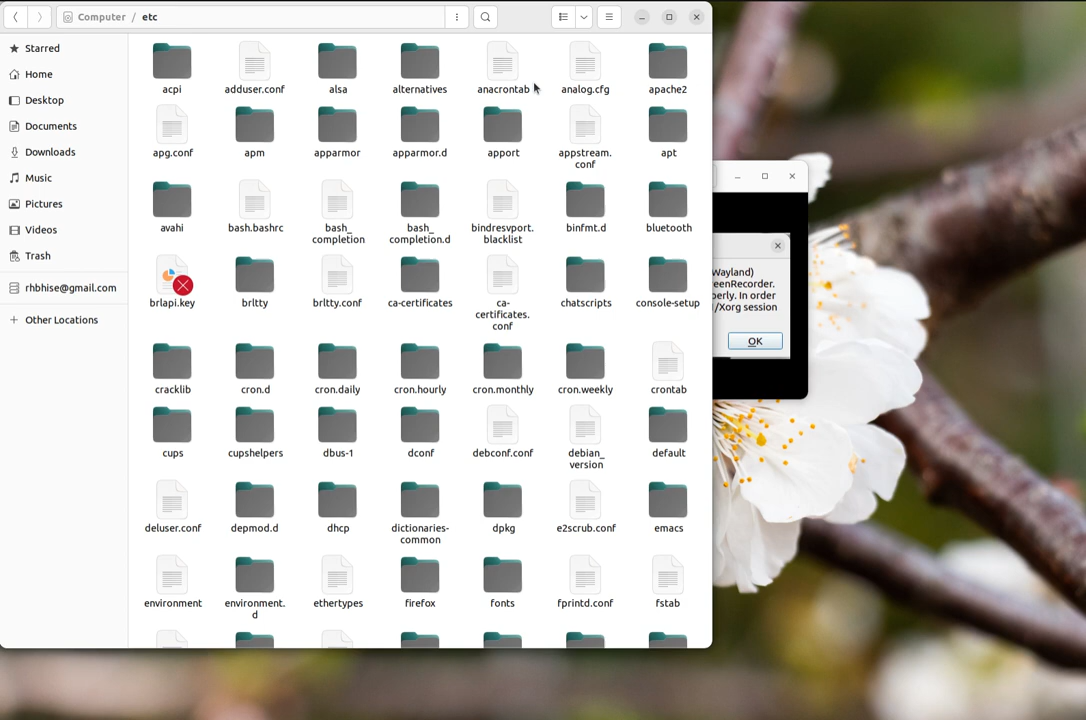 Computer / etc
Starred
Home
Desktop
Documents
Downloads
Music
Pictures
Videos
Trash
rhbhise@gmail.com
Other Locations
acpi adduser.conf alsa alternatives anacrontab analog.cfg apache2
apg.conf apm apparmor apparmor.d apport appstream. apt
conf
avahi bash.bashrc bash_ bash_ bindresvport. binfmt.d bluetooth
completion completion.d blacklist
brlapi.key brltty brltty.conf ca-certificates ca- chatscripts console-setup
certificates.
conf
cracklib cron.d cron.daily cron.hourly cron.monthly cron.weekly crontab
cups cupshelpers dbus-1 dconf debconf.conf debian_ default
version
deluser.conf depmod.d dhcp dictionaries- dpkg e2scrub.conf emacs
common
environment environment. ethertypes firefox fonts fprintd.conf fstab
d
Wayland)
eenRecorder.
perly. In order
/Xorg session
OK